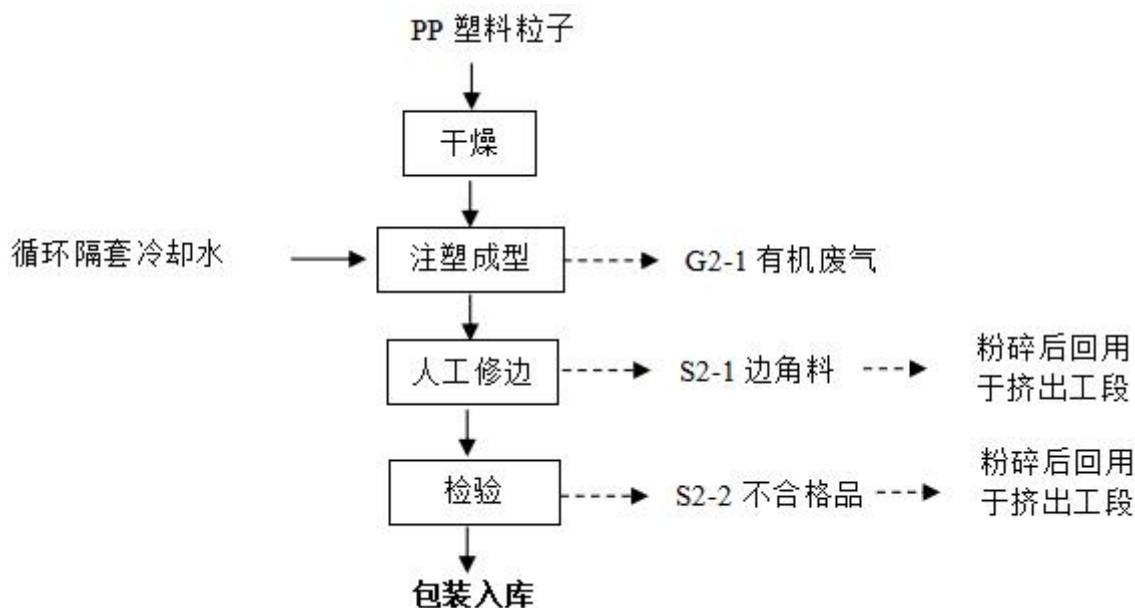 PP 塑料粒子
干燥
循环隔套冷却水
注塑成型
G2-1 有机废气
人工修边
S2-1 边角料
粉碎后回用
于挤出工段
检验
S2-2 不合格品
粉碎后回用
于挤出工段
包装入库